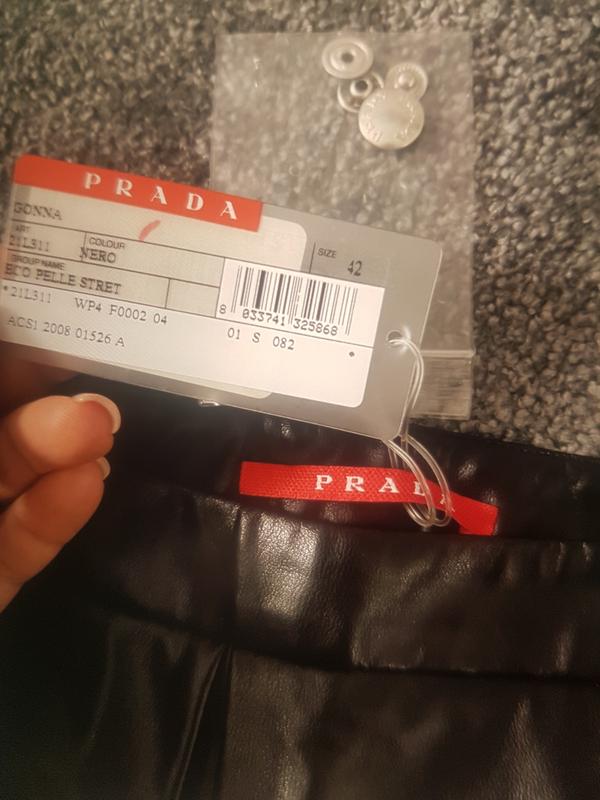 PRADA
GONNA
ART
21L311
COLOUR
NERO
SIZE
42
GROUP NAME
ECO PELLE STRET
*21L311 WP4 F0002 04
ACS1 2008 01526 A
8 033741 325868
01 S 082
PRADA